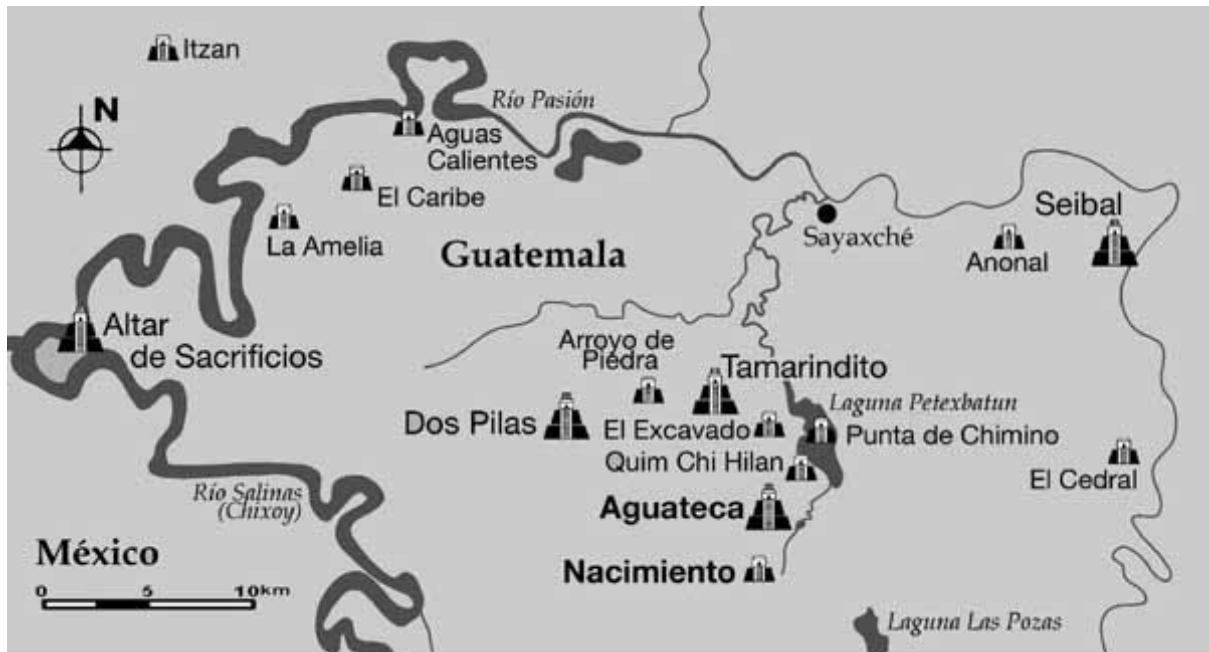 Itzan
N
Río Pasión
Aguas
Calientes
El Caribe
La Amelia
Seibal
Sayaxché
Anonal
Guatemala
Altar
de Sacrificios
Arroyo de
Piedra
Tamarindito
Laguna Petexbatun
Dos Pilas
El Excavado
Punta de Chimino
Quim Chi Hilan
El Cedral
Río Salinas
(Chixoy)
Aguateca
México
Nacimiento
0 5 10km
Laguna Las Pozas